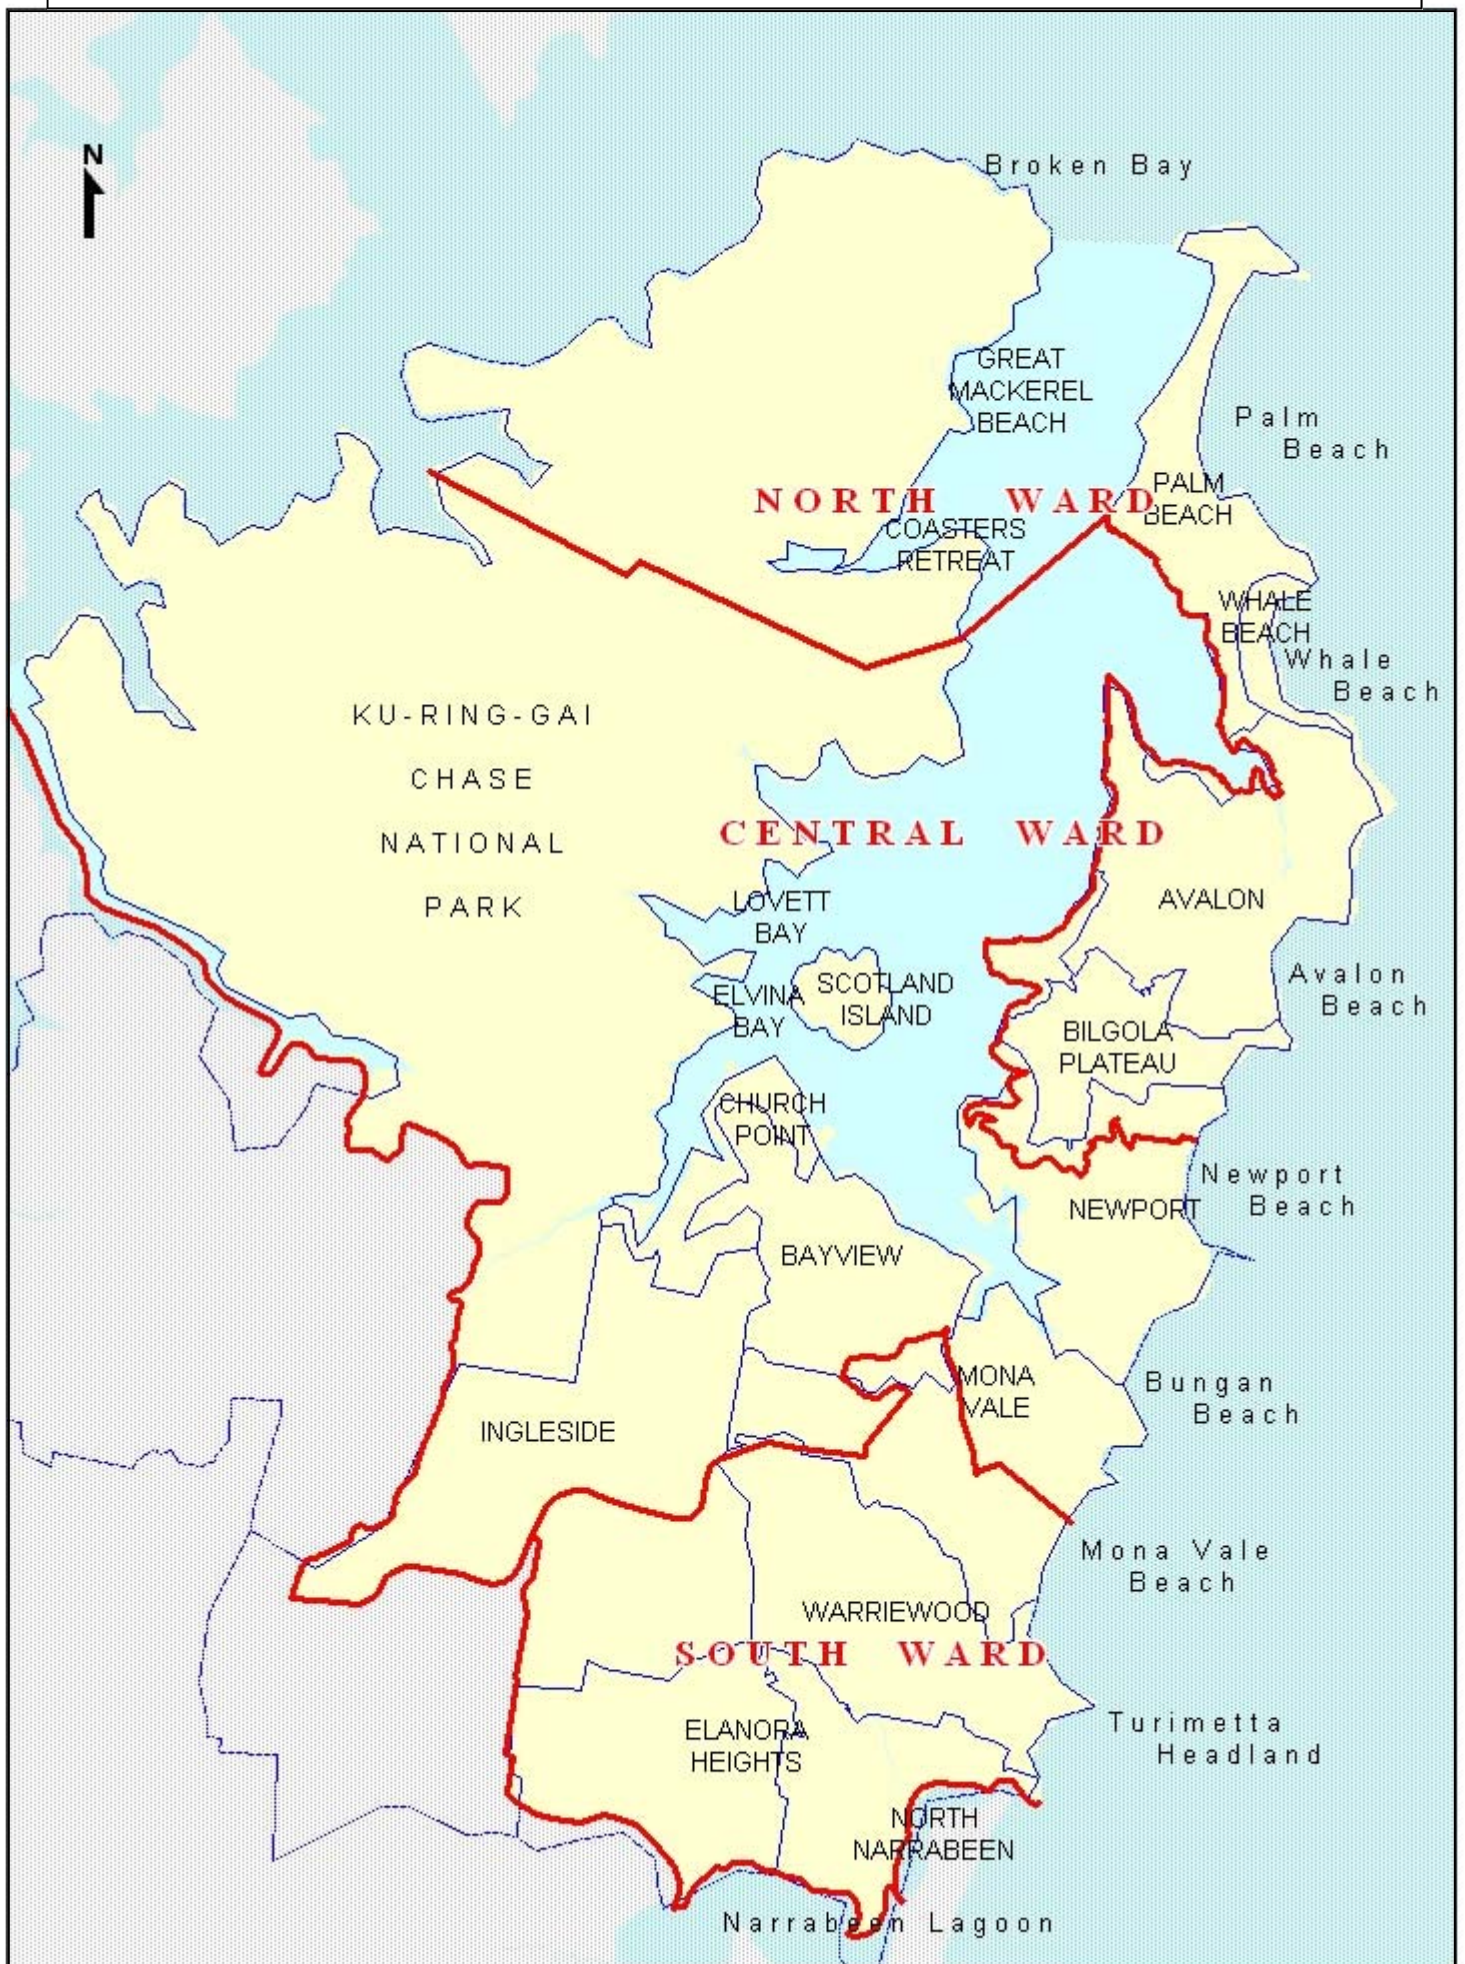 N
Broken Bay
GREAT
MACKEREL
BEACH
Palm
Beach
NORTH WARD
PALM
BEACH
COASTERS
RETREAT
WHALE
BEACH
Whale
Beach
KU-RING-GAI
CHASE
NATIONAL
PARK
CENTRAL WARD
LOVETT
BAY
AVALON
SCOTLAND
ISLAND
ELVINA
BAY
Avalon
Beach
BILGOLA
PLATEAU
CHURCH
POINT
Newport
Beach
NEWPORT
BAYVIEW
MONA
VALE
Bungan
Beach
INGLESIDE
Mona Vale
Beach
WARRIEWOOD
SOUTH WARD
ELANORA
HEIGHTS
Turimetta
Headland
NORTH
NARRABEEN
Narrabeen Lagoon